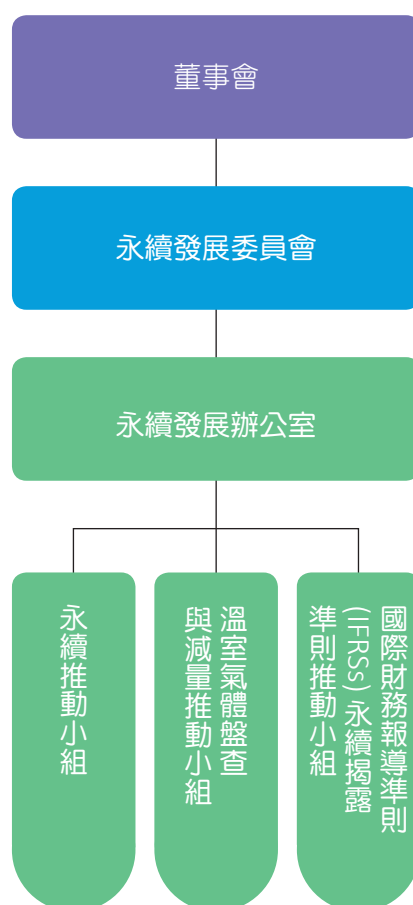 董事會
永續發展委員會
永續發展辦公室
永續推動小組
溫室氣體盤查
與減量推動小組
國際財務報導準則
(IFRSs)永續揭露
準則推動小組